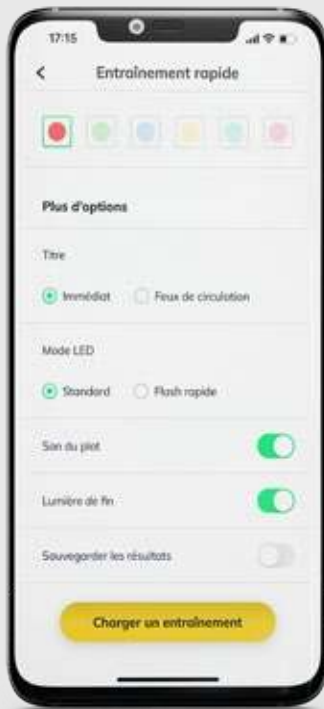 17:15
Entraînement rapide
Plus d'options
Titre
Immédiat Feux de circulation
Mode LED
Standard Flash rapide
Son du plot
Lumière de fin
Sauvegarder les résultats
Charger un entraînement